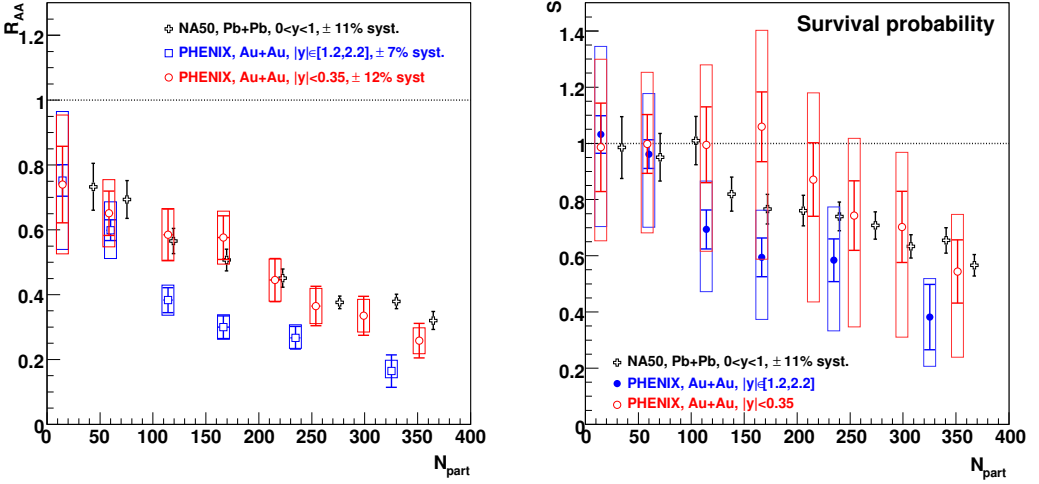 R_AA
NA50, Pb+Pb, 0<y<1, ± 11% syst.
PHENIX, Au+Au, |y|∈[1.2,2.2], ± 7% syst.
PHENIX, Au+Au, |y|<0.35, ± 12% syst
1.2
1
0.8
0.6
0.4
0.2
0
0 50 100 150 200 250 300 350 400
N_part
S
Survival probability
1.4
1.2
1
0.8
0.6
0.4
0.2
0
NA50, Pb+Pb, 0<y<1, ± 11% syst.
PHENIX, Au+Au, |y|∈[1.2,2.2]
PHENIX, Au+Au, |y|<0.35
0 50 100 150 200 250 300 350 400
N_part